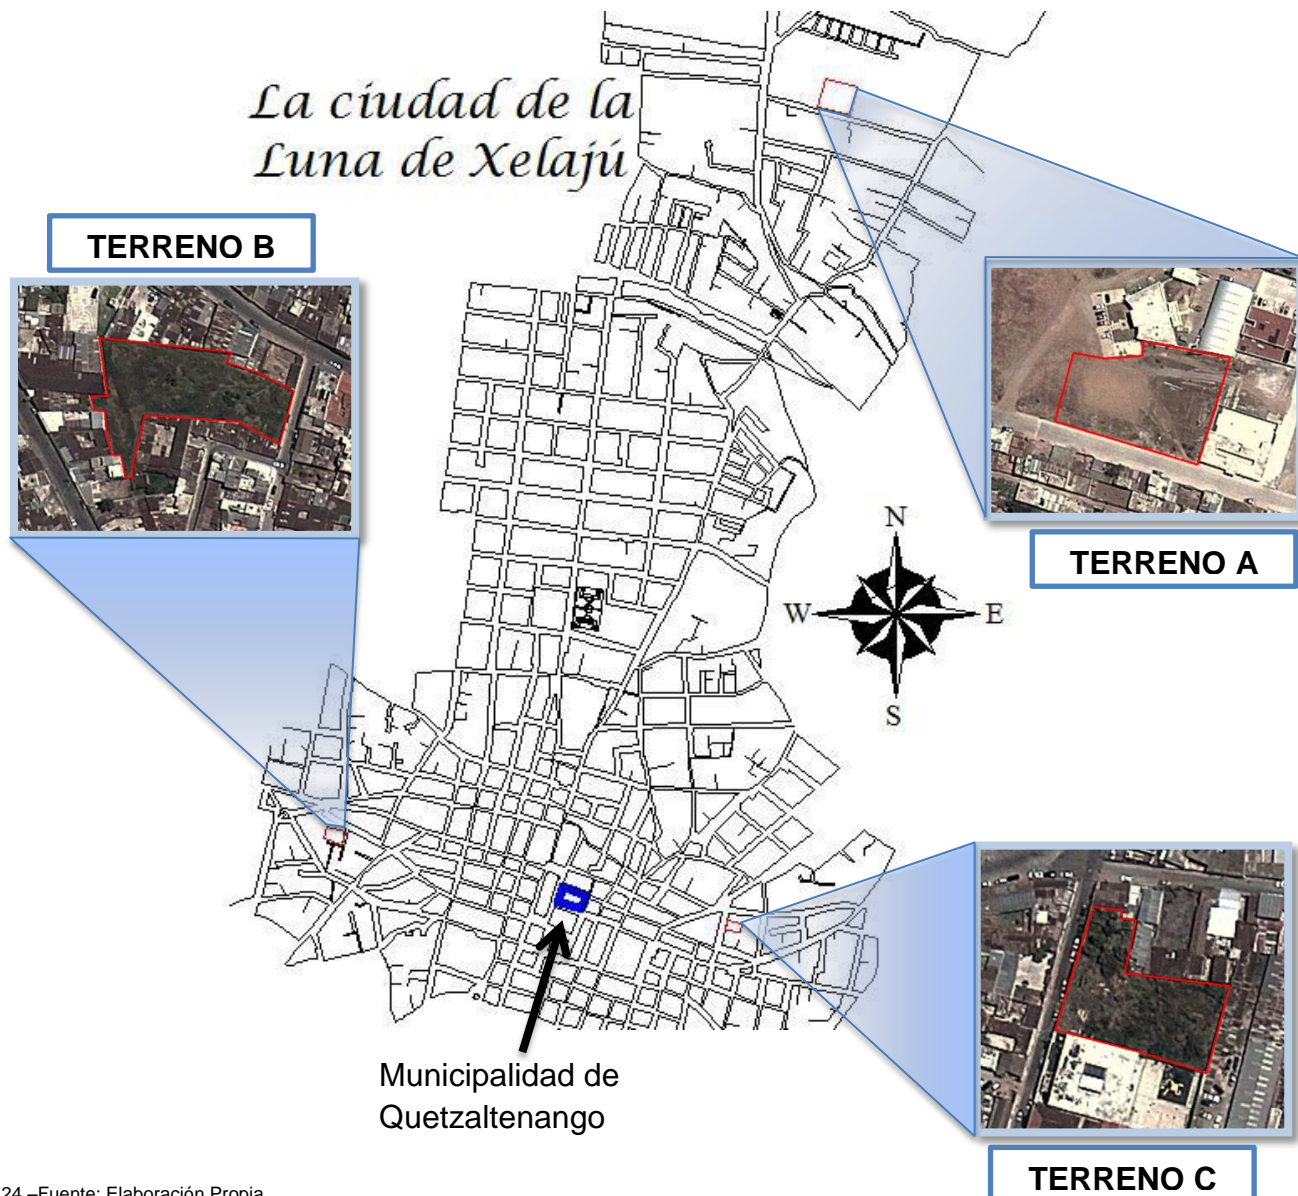 La ciudad de la
Luna de Xelajú
TERRENO B
TERRENO A
N
W
E
S
Municipalidad de
Quetzaltenango
TERRENO C
24 –Fuente: Elaboración Propia